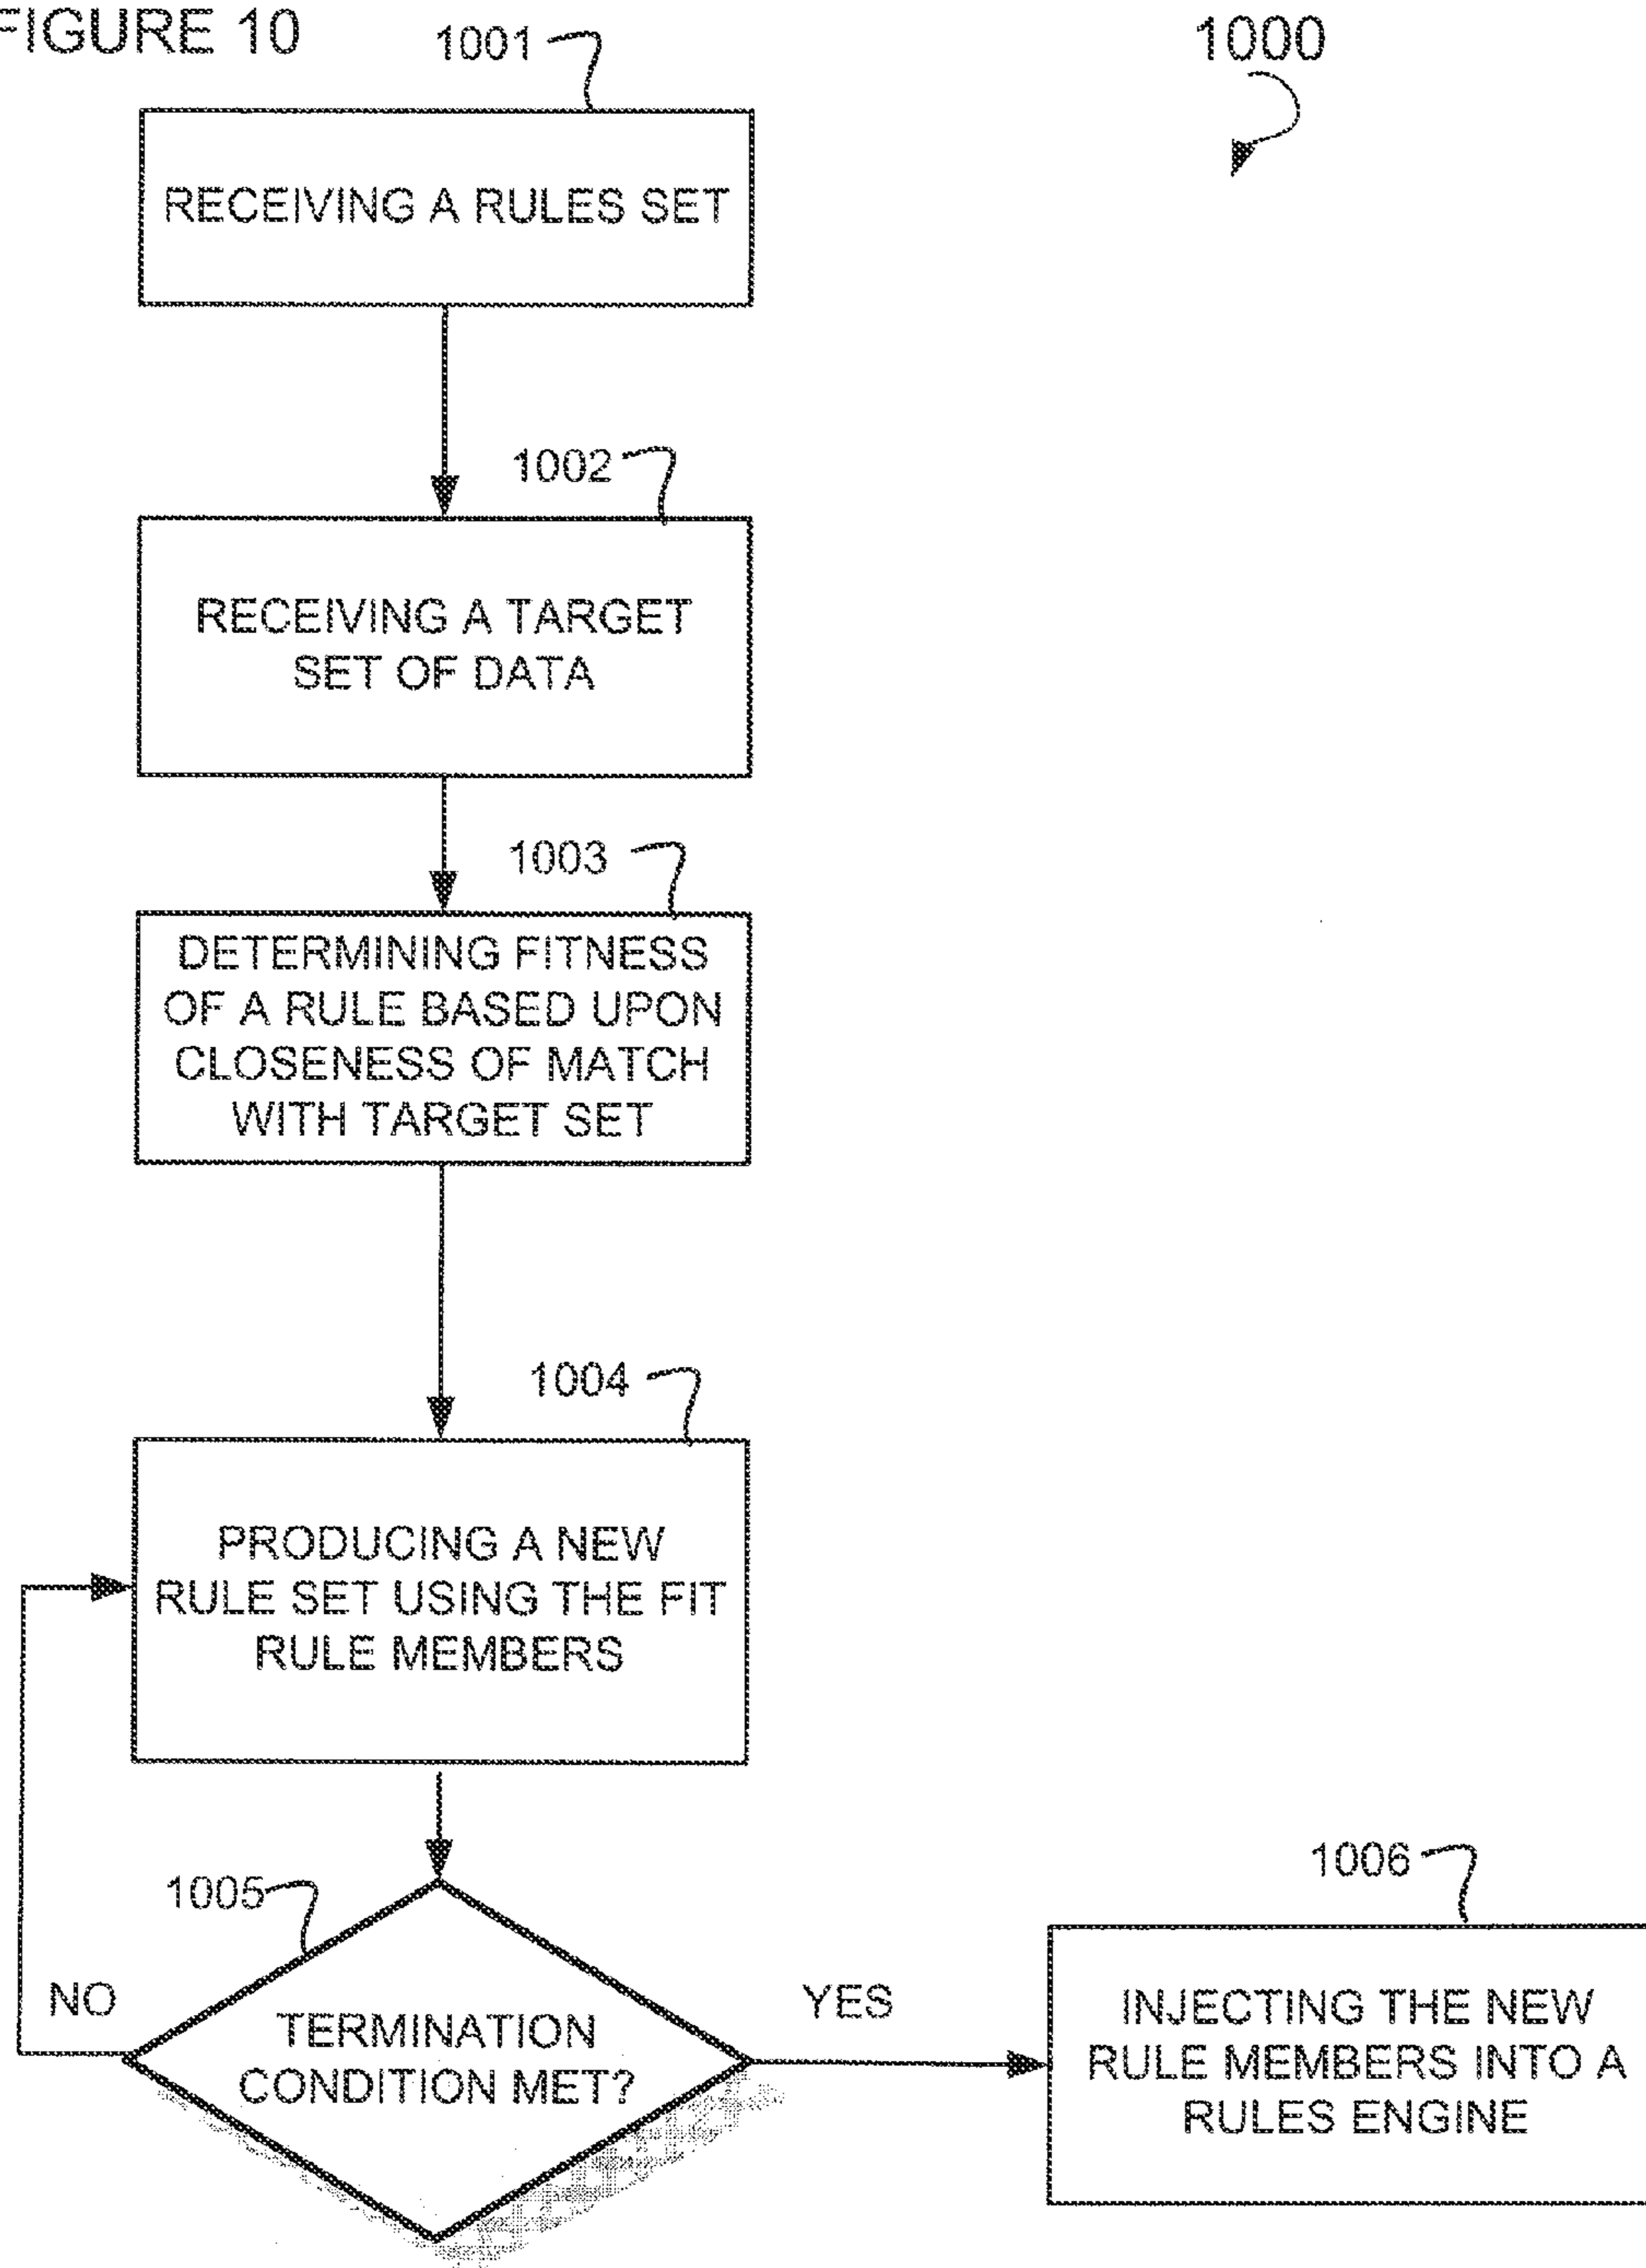 FIGURE 10
1001
1000
RECEIVING A RULES SET
1002
RECEIVING A TARGET
SET OF DATA
1003
DETERMINING FITNESS
OF A RULE BASED UPON
CLOSENESS OF MATCH
WITH TARGET SET
1004
PRODUCING A NEW
RULE SET USING THE FIT
RULE MEMBERS
1005
NO
TERMINATION
CONDITION MET?
YES
1006
INJECTING THE NEW
RULE MEMBERS INTO A
RULES ENGINE